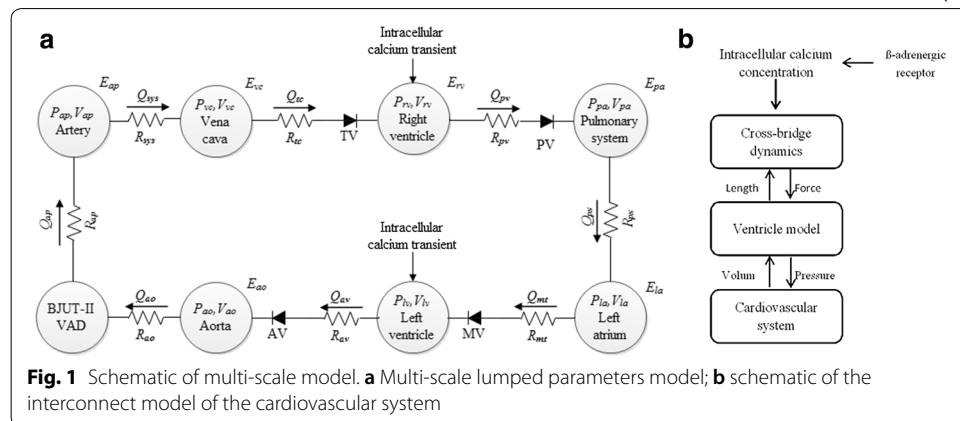 a
Intracellular
calcium transient
E_ap
Q_sys
E_vc
Q_tc
E_rv
Q_pv
E_pa
P_ap, V_ap
Artery
R_sys
P_vc, V_vc
Vena
cava
R_tc
TV
P_rv, V_rv
Right
ventricle
R_pv
PV
P_pa, V_pa
Pulmonary
system
Q_ap
R_ap
Q_ps
R_ps
Intracellular
calcium transient
BJUT-II
VAD
Q_ao
R_ao
E_ao
P_ao, V_ao
Aorta
AV
Q_av
R_av
P_lv, V_lv
Left
ventricle
MV
Q_mt
R_mt
E_la
P_la, V_la
Left
atrium
b
Intracellular calcium
concentration
ß-adrenergic
receptor
Cross-bridge
dynamics
Length
Force
Ventricle model
Volum
Pressure
Cardiovascular
system
Fig. 1 Schematic of multi-scale model. a Multi-scale lumped parameters model; b schematic of the
interconnect model of the cardiovascular system